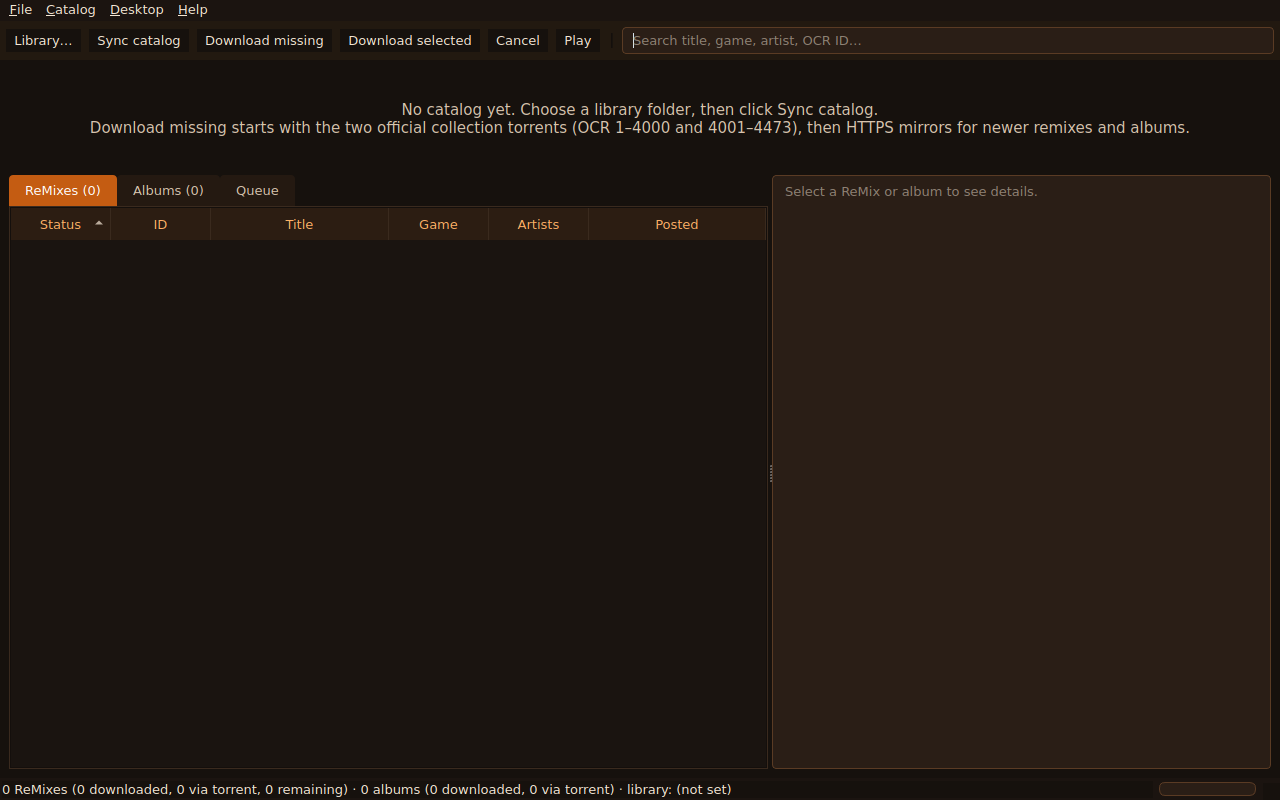 File Catalog Desktop Help
Library... Sync catalog Download missing Download selected Cancel Play Search title, game, artist, OCR ID...
No catalog yet. Choose a library folder, then click Sync catalog.
Download missing starts with the two official collection torrents (OCR 1–4000 and 4001–4473), then HTTPS mirrors for newer remixes and albums.
ReMixes (0) Albums (0) Queue
Select a ReMix or album to see details.
Status ID Title Game Artists Posted
0 ReMixes (0 downloaded, 0 via torrent, 0 remaining) · 0 albums (0 downloaded, 0 via torrent) · library: (not set)